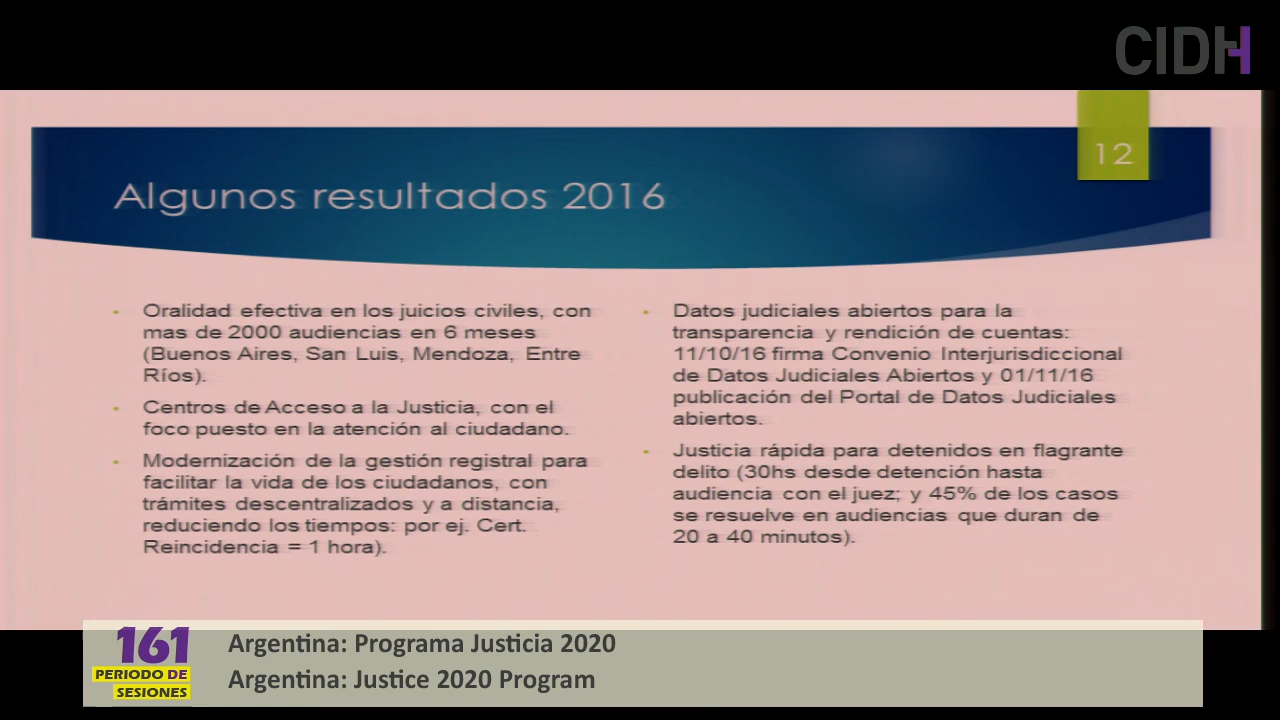 CIDH
12
Algunos resultados 2016
Oralidad efectiva en los juicios civiles, con
mas de 2000 audiencias en 6 meses
(Buenos Aires, San Luis, Mendoza, Entre
Ríos).
Centros de Acceso a la Justicia, con el
foco puesto en la atención al ciudadano.
Modernización de la gestión registral para
facilitar la vida de los ciudadanos, con
trámites descentralizados y a distancia,
reduciendo los tiempos: por ej. Cert.
Reincidencia = 1 hora).
Datos judiciales abiertos para la
transparencia y rendición de cuentas:
11/10/16 firma Convenio Interjurisdiccional
de Datos Judiciales Abiertos y 01/11/16
publicación del Portal de Datos Judiciales
abiertos.
Justicia rápida para detenidos en flagrante
delito (30hs desde detención hasta
audiencia con el juez; y 45% de los casos
se resuelve en audiencias que duran de
20 a 40 minutos).
161
PERIODO DE
SESIONES
Argentina: Programa Justicia 2020
Argentina: Justice 2020 Program